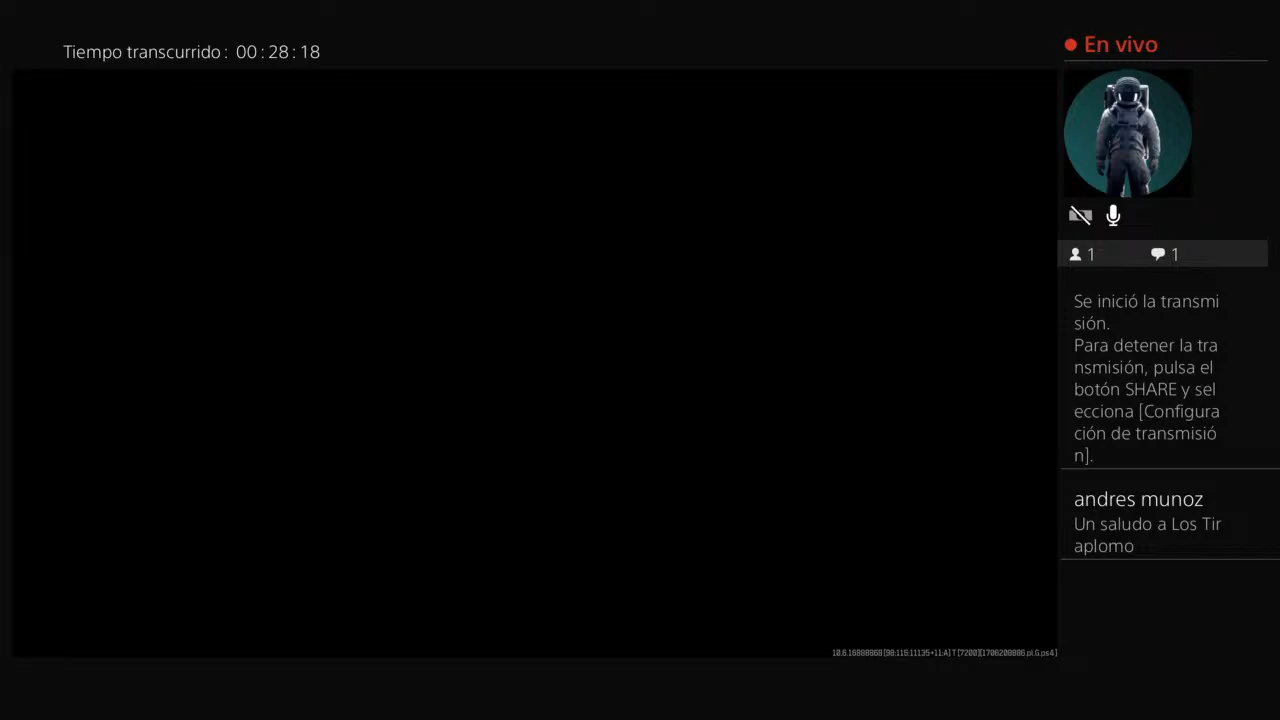 Tiempo transcurrido: 00:28:18
En vivo
1 1
Se inició la transmi
sión.
Para detener la tra
nsmisión, pulsa el
botón SHARE y sel
ecciona [Configura
ción de transmisió
n].
andres munoz
Un saludo a Los Tir
aplomo